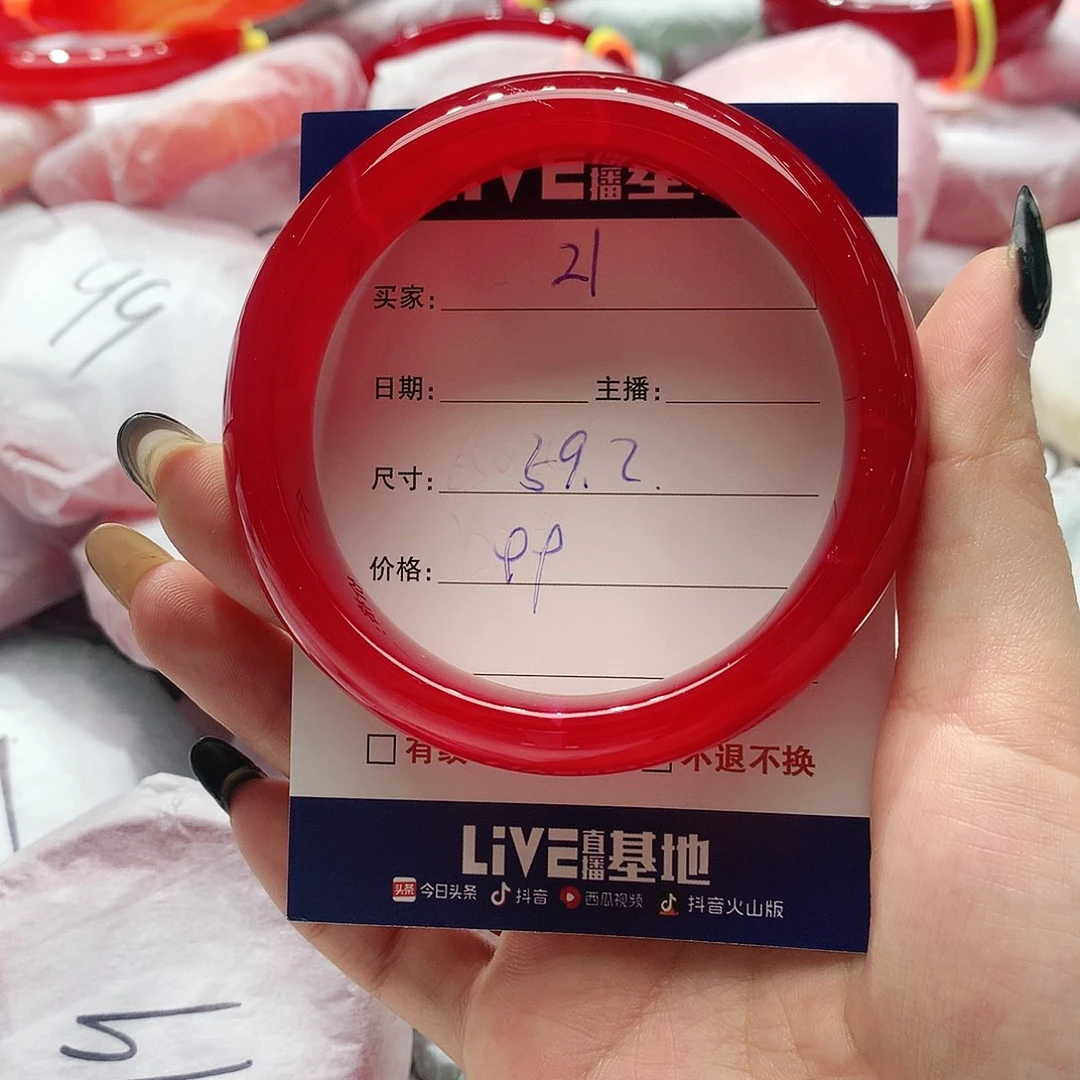 LiVE直播基
买家: 21
日期: 主播:
尺寸: 59.2.
价格: 99
有 不退不换
LiVE直播基地
头条 今日头条 抖音 西瓜视频 抖音火山版
49
5